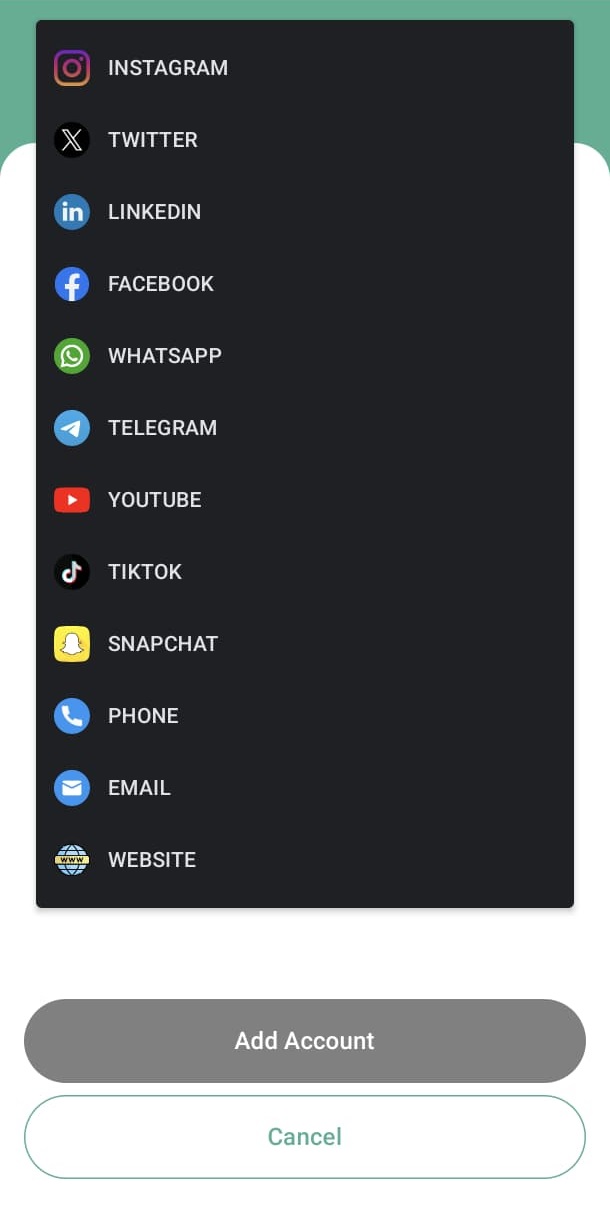 INSTAGRAM
TWITTER
LINKEDIN
FACEBOOK
WHATSAPP
TELEGRAM
YOUTUBE
TIKTOK
SNAPCHAT
PHONE
EMAIL
WWW WEBSITE
Add Account
Cancel